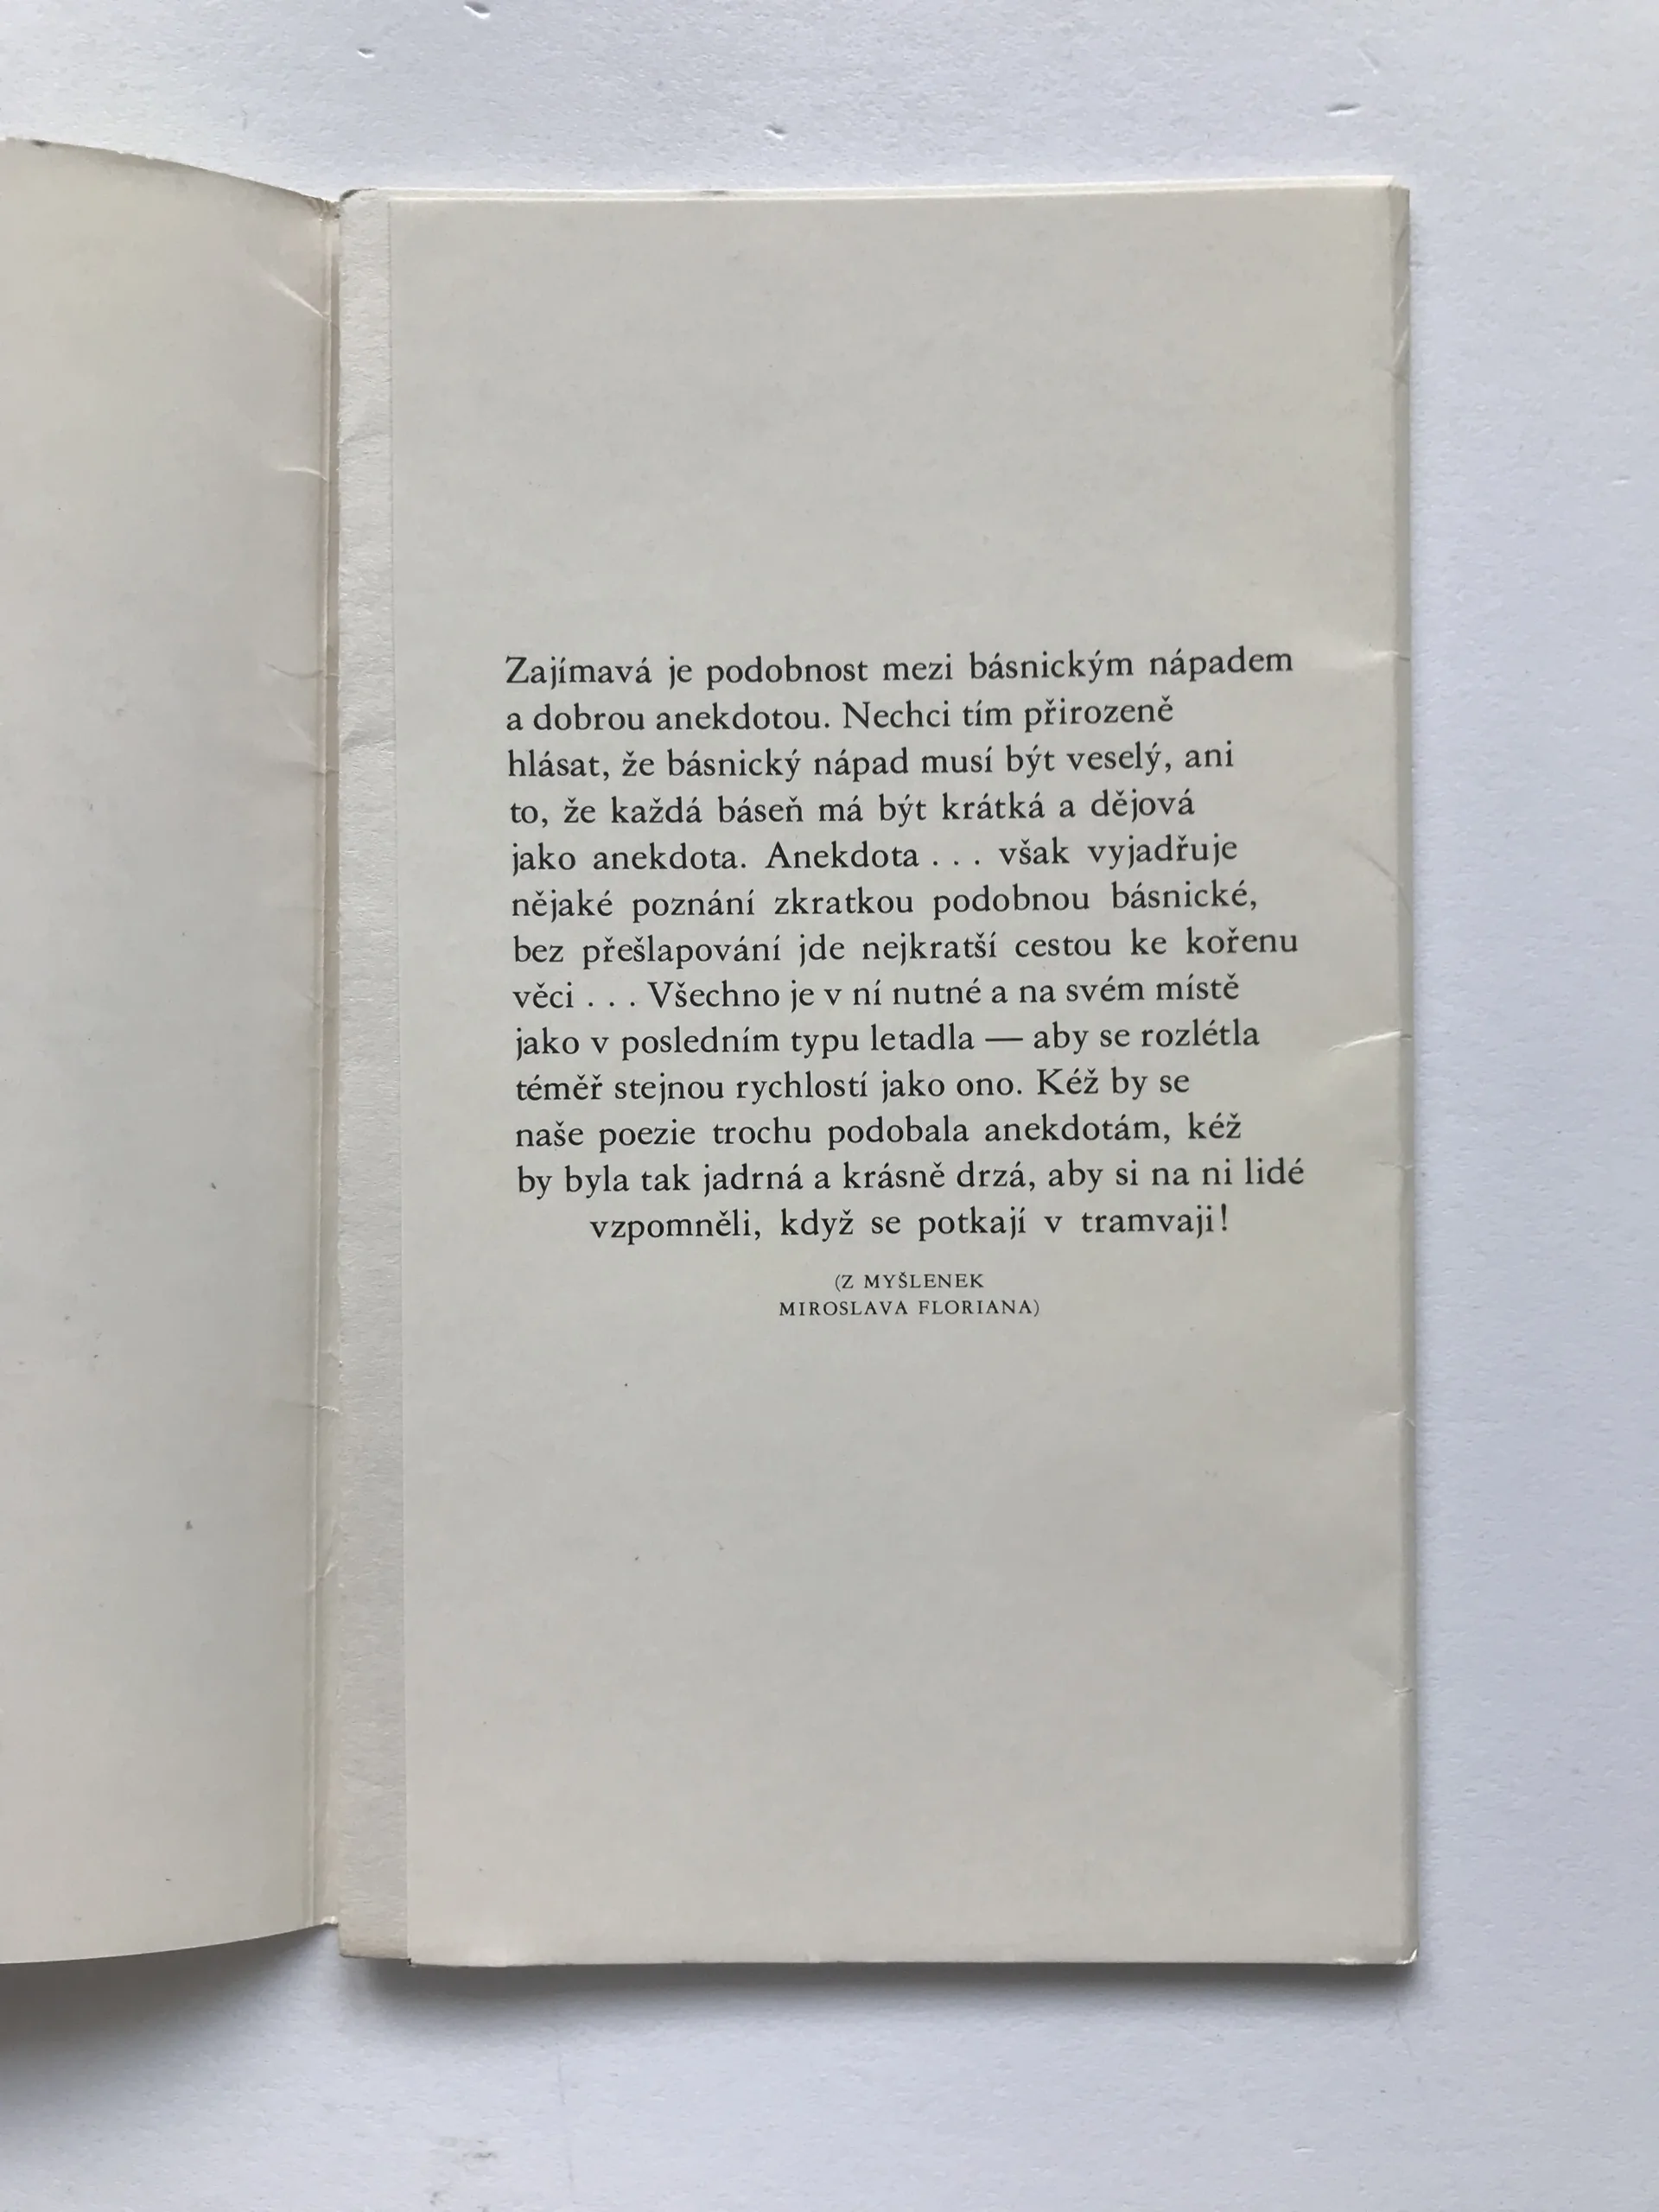 Zajímavá je podobnost mezi básnickým nápadem
a dobrou anekdotou. Nechci tím přirozeně
hlásat, že básnický nápad musí být veselý, ani
to, že každá báseň má být krátká a dějová
jako anekdota. Anekdota . . . však vyjadřuje
nějaké poznání zkratkou podobnou básnické,
bez přešlapování jde nejkratší cestou ke kořenu
věci . . . Všechno je v ní nutné a na svém místě
jako v posledním typu letadla — aby se rozlétla
téměř stejnou rychlostí jako ono. Kéž by se
naše poezie trochu podobala anekdotám, kéž
by byla tak jadrná a krásně drzá, aby si na ni lidé
vzpomněli, když se potkají v tramvaji!
(Z MYŠLENEK
MIROSLAVA FLORIANA)